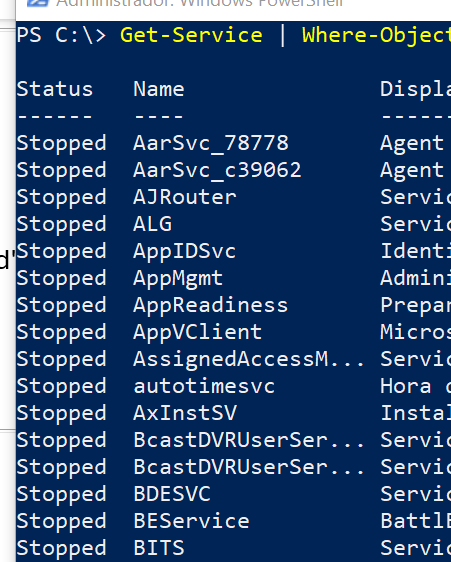 Administrador: Windows PowerShell
PS C:\> Get-Service | Where-Object
Status Name Displa
------ ---- ------
Stopped AarSvc_78778 Agent
Stopped AarSvc_c39062 Agent
Stopped AJRouter Servic
Stopped ALG Servic
Stopped AppIDSvc Identi
Stopped AppMgmt Admini
Stopped AppReadiness Prepar
Stopped AppVClient Micros
Stopped AssignedAccessM... Servic
Stopped autotimesvc Hora d
Stopped AxInstSV Instal
Stopped BcastDVRUserSer... Servic
Stopped BcastDVRUserSer... Servic
Stopped BDESVC Servic
Stopped BEService BattlE
Stopped BITS Servic
d'